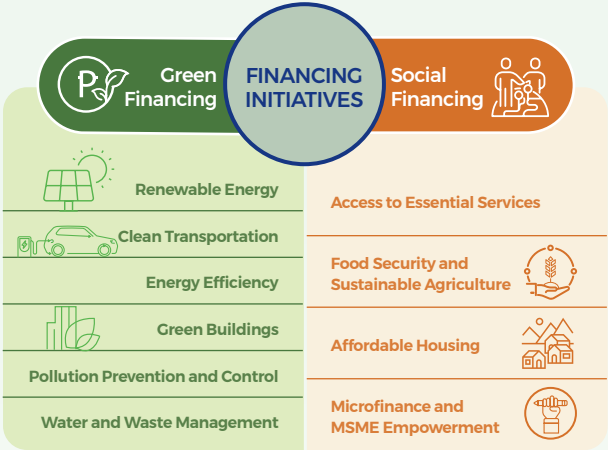 Green
Financing
FINANCING
INITIATIVES
Social
Financing
Renewable Energy
Clean Transportation
Energy Efficiency
Green Buildings
Pollution Prevention and Control
Water and Waste Management
Access to Essential Services
Food Security and
Sustainable Agriculture
Affordable Housing
Microfinance and
MSME Empowerment